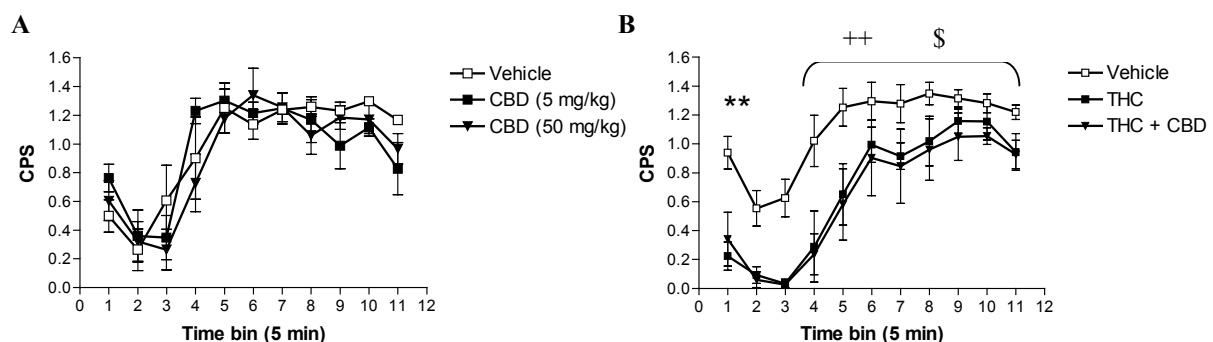 A
CPS
1.6
1.4
1.2
1.0
0.8
0.6
0.4
0.2
0.0
0 1 2 3 4 5 6 7 8 9 10 11 12
Time bin (5 min)
Vehicle
CBD (5 mg/kg)
CBD (50 mg/kg)
B
++ $
**
CPS
1.6
1.4
1.2
1.0
0.8
0.6
0.4
0.2
0.0
0 1 2 3 4 5 6 7 8 9 10 11 12
Time bin (5 min)
Vehicle
THC
THC + CBD